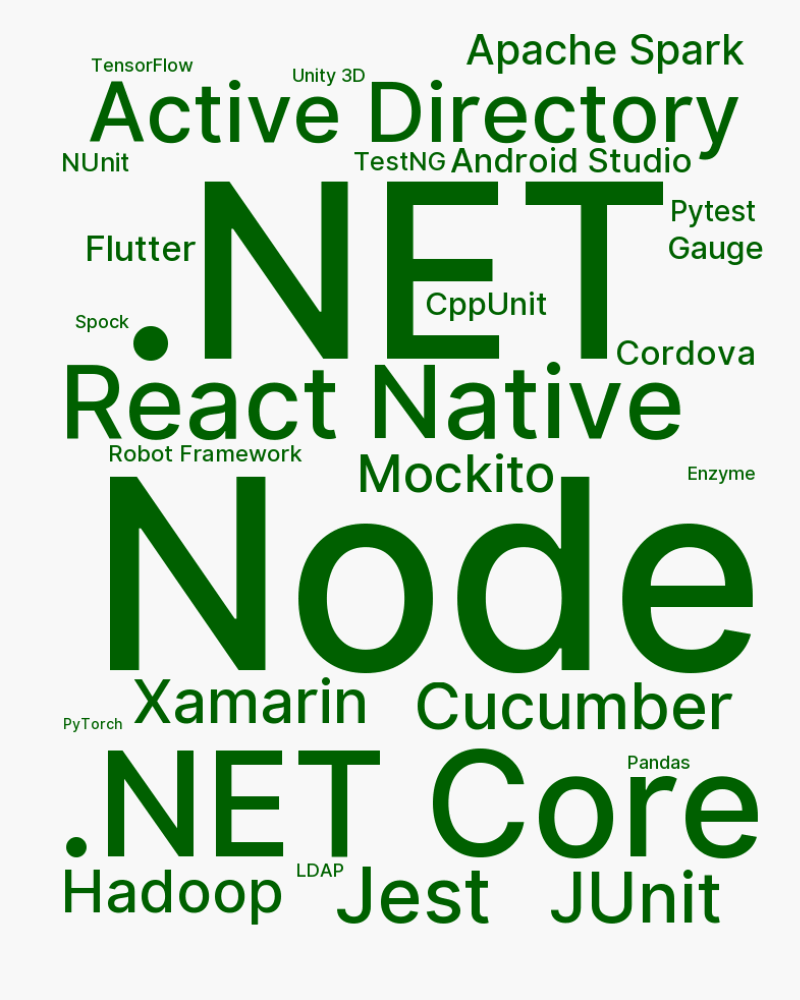 Apache Spark
TensorFlow
Unity 3D
Active Directory
NUnit
TestNG
Android Studio
.NET
Pytest
Flutter
Gauge
CppUnit
Spock
Cordova
React Native
Robot Framework
Mockito
Enzyme
Node
Xamarin
Cucumber
PyTorch
.NET Core
Pandas
Hadoop
LDAP
Jest
JUnit